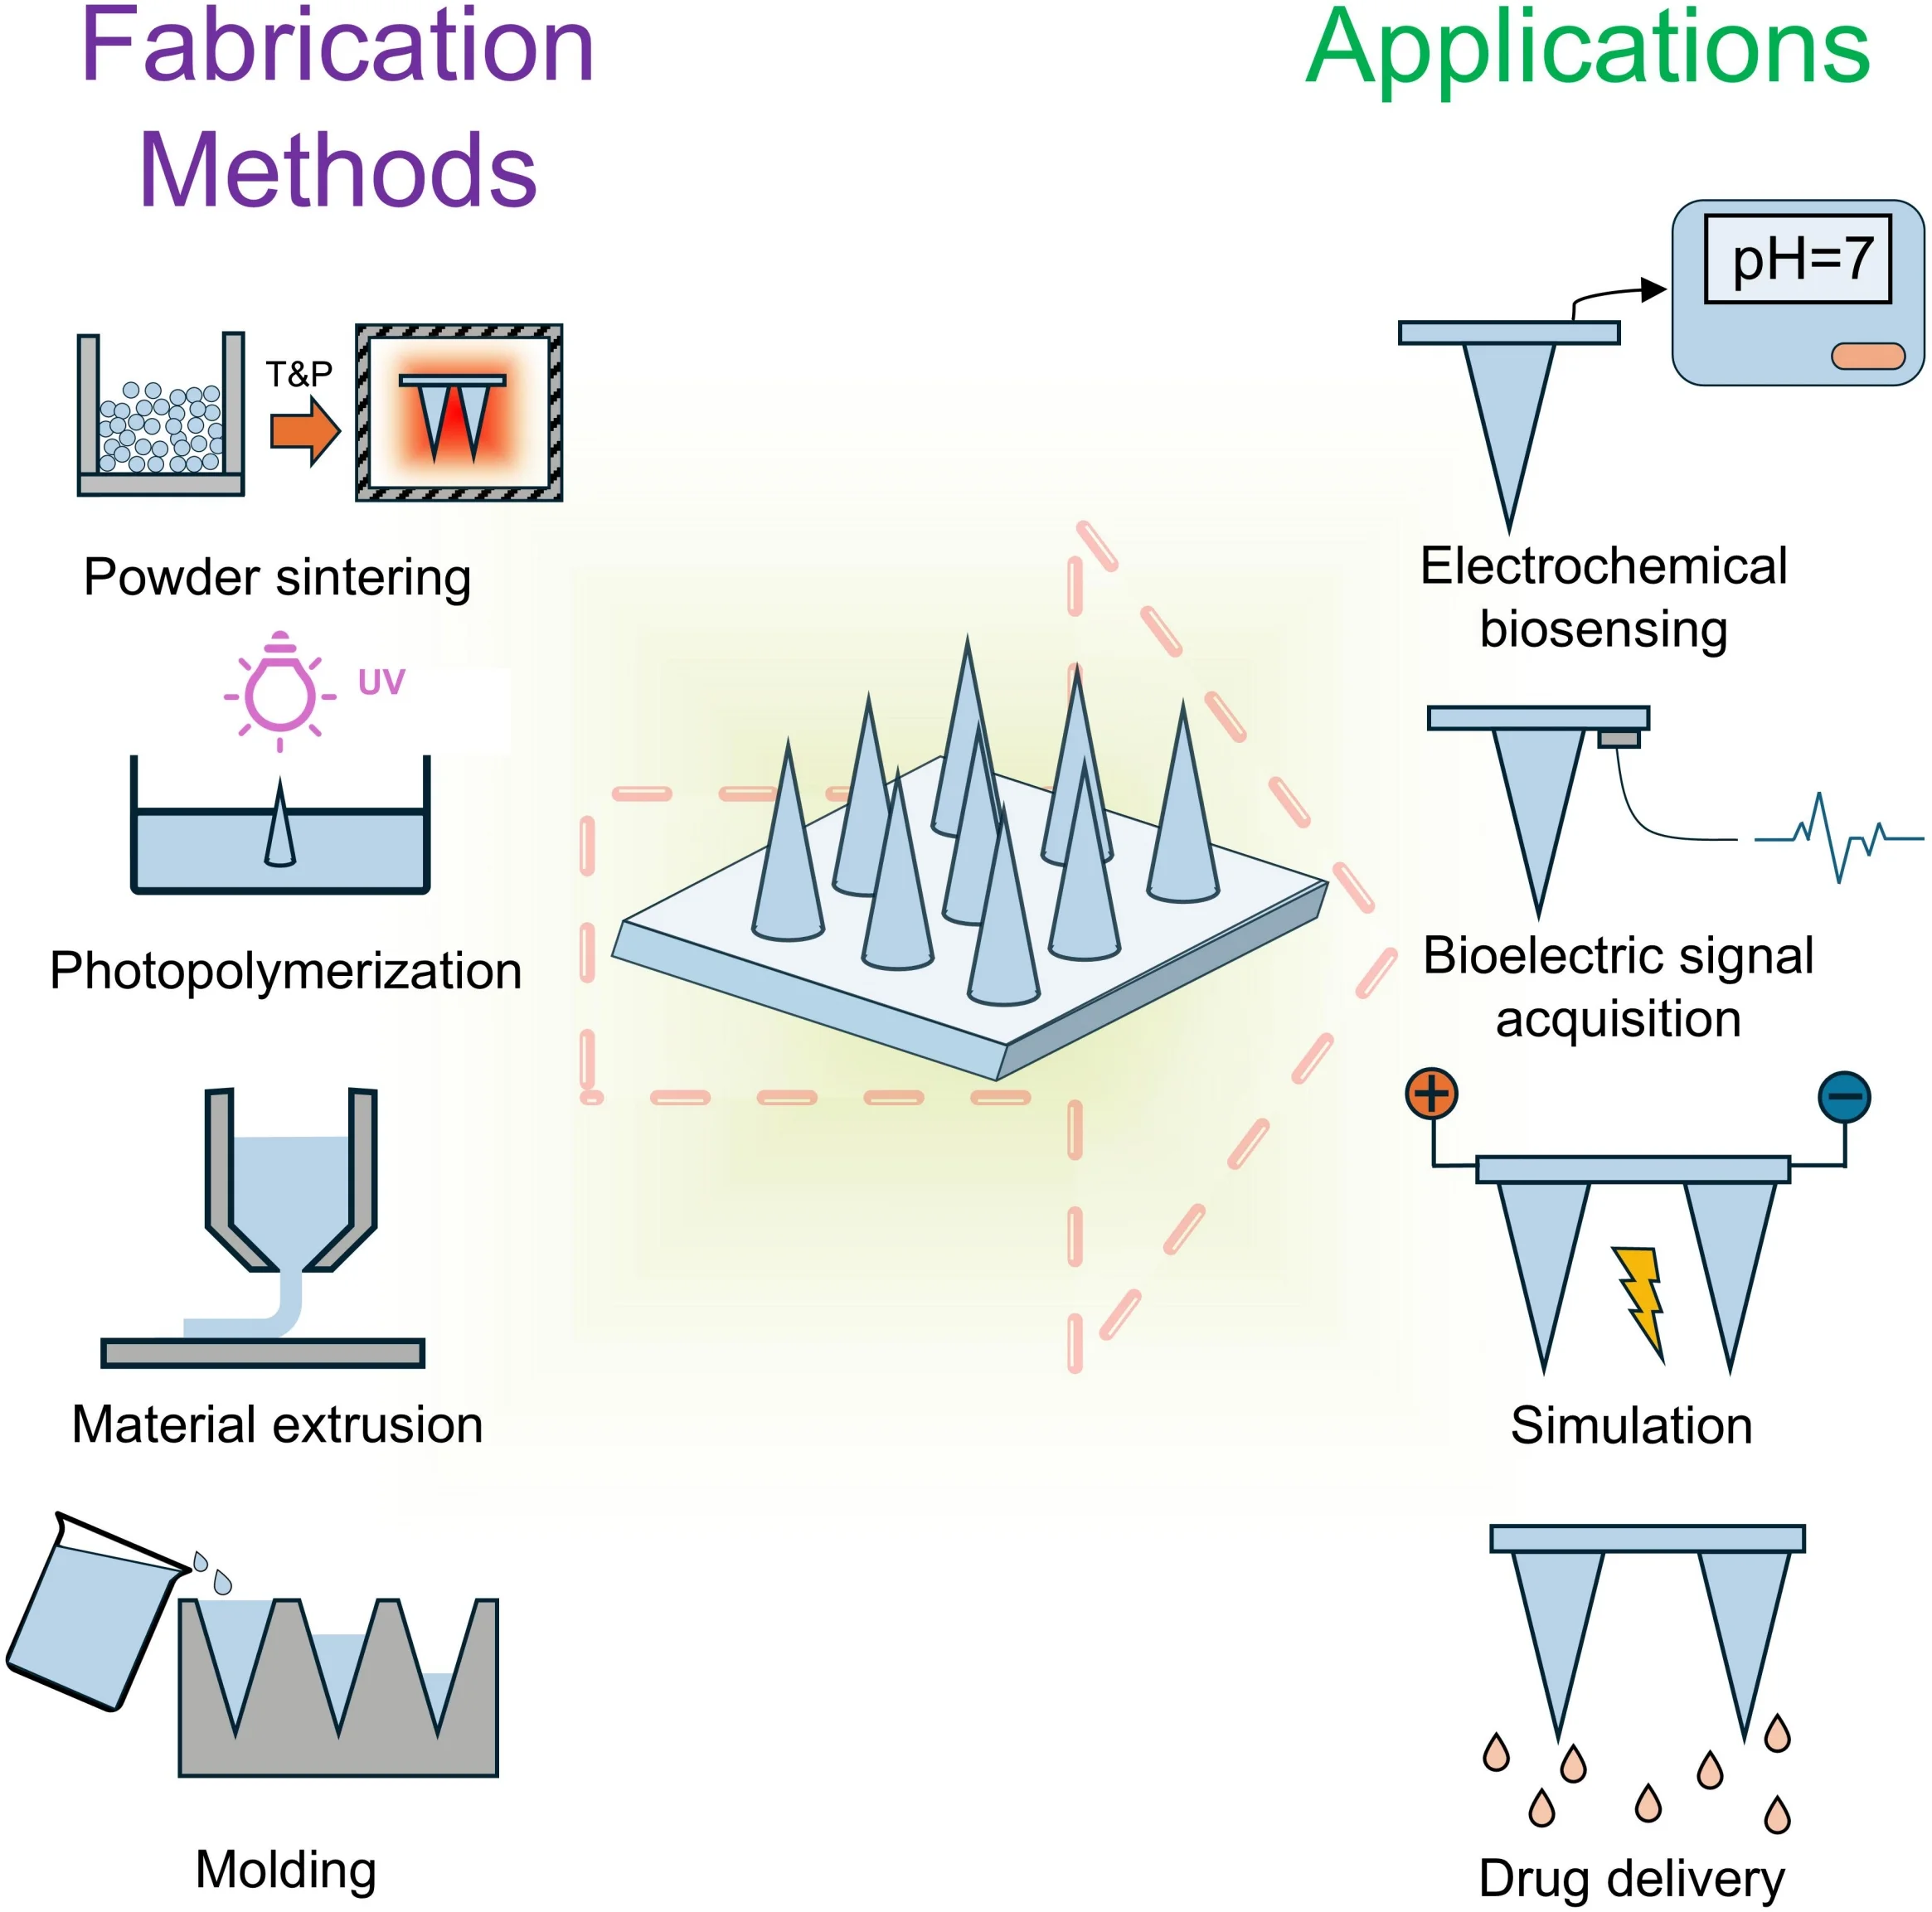 Fabrication
Methods
Applications
T&P
Powder sintering
UV
Photopolymerization
Material extrusion
Molding
pH=7
Electrochemical
biosensing
Bioelectric signal
acquisition
Simulation
Drug delivery